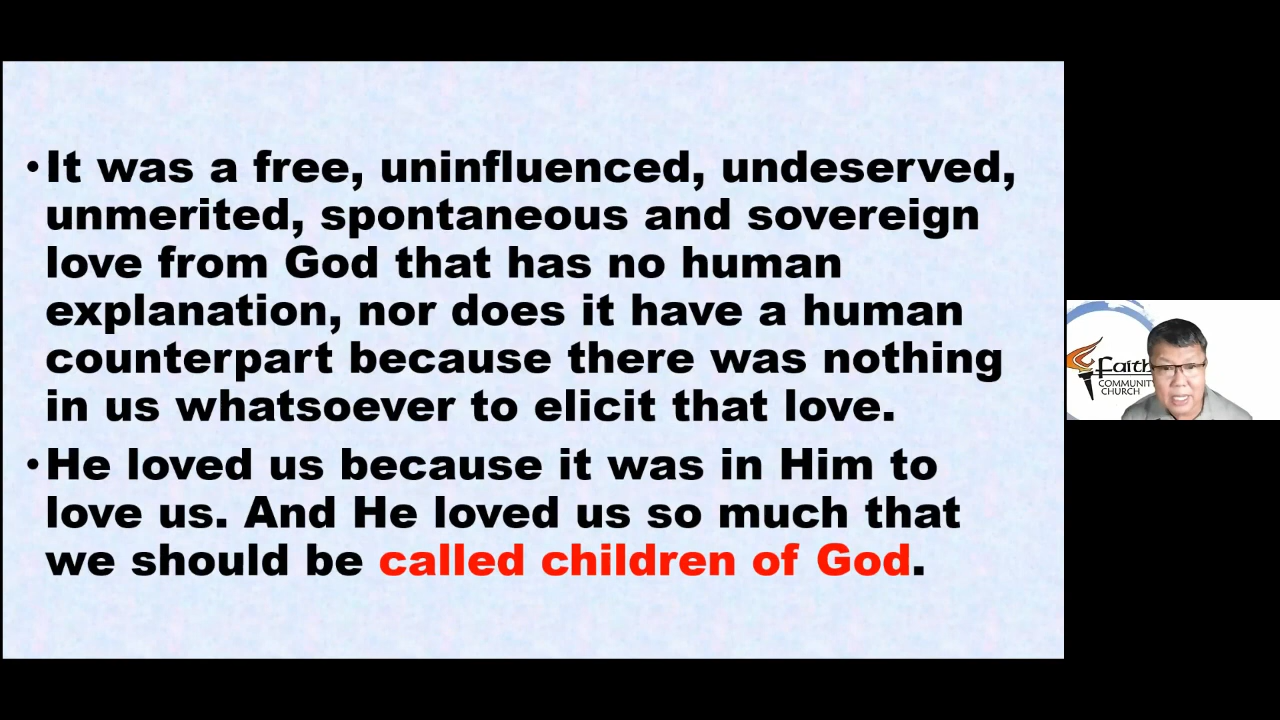 •It was a free, uninfluenced, undeserved,
unmerited, spontaneous and sovereign
love from God that has no human
explanation, nor does it have a human
counterpart because there was nothing
in us whatsoever to elicit that love.
•He loved us because it was in Him to
love us. And He loved us so much that
we should be called children of God.
Faith
COMMUNITY
CHURCH